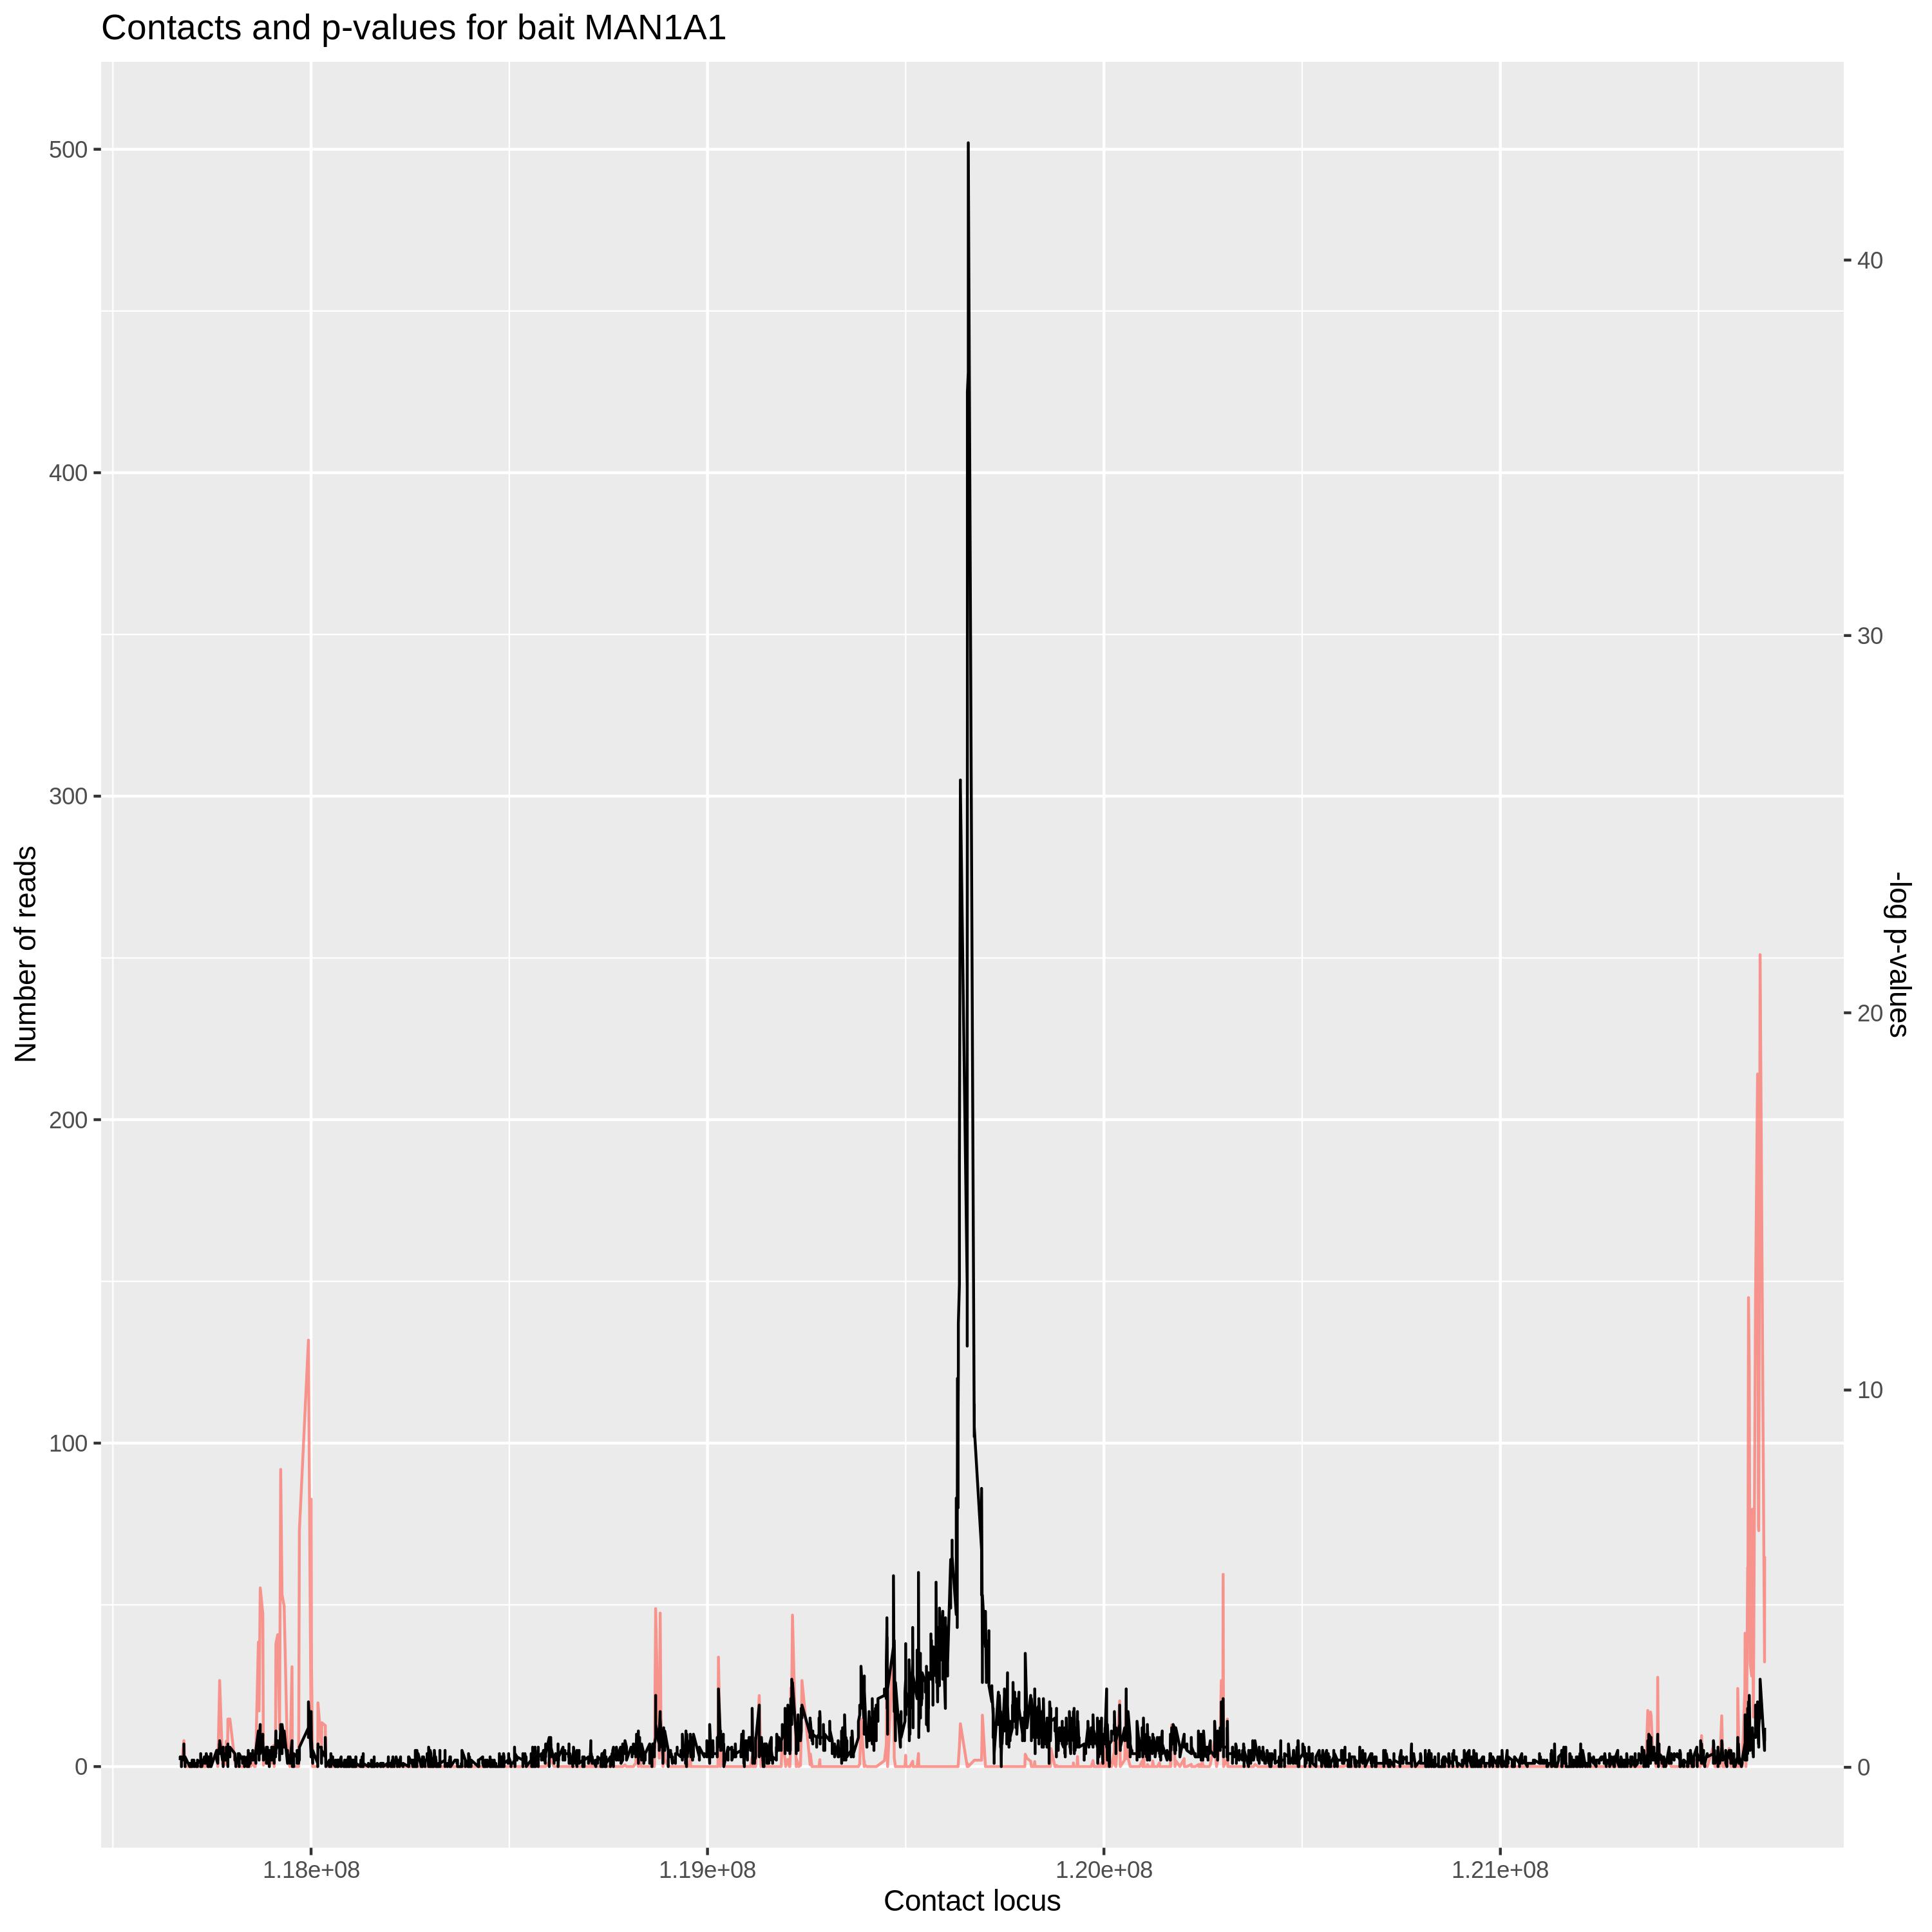 Contacts and p-values for bait MAN1A1
500
400
300
200
100
0
Number of reads
40
30
20
10
0
-log p-values
1.18e+08
1.19e+08
1.20e+08
1.21e+08
Contact locus